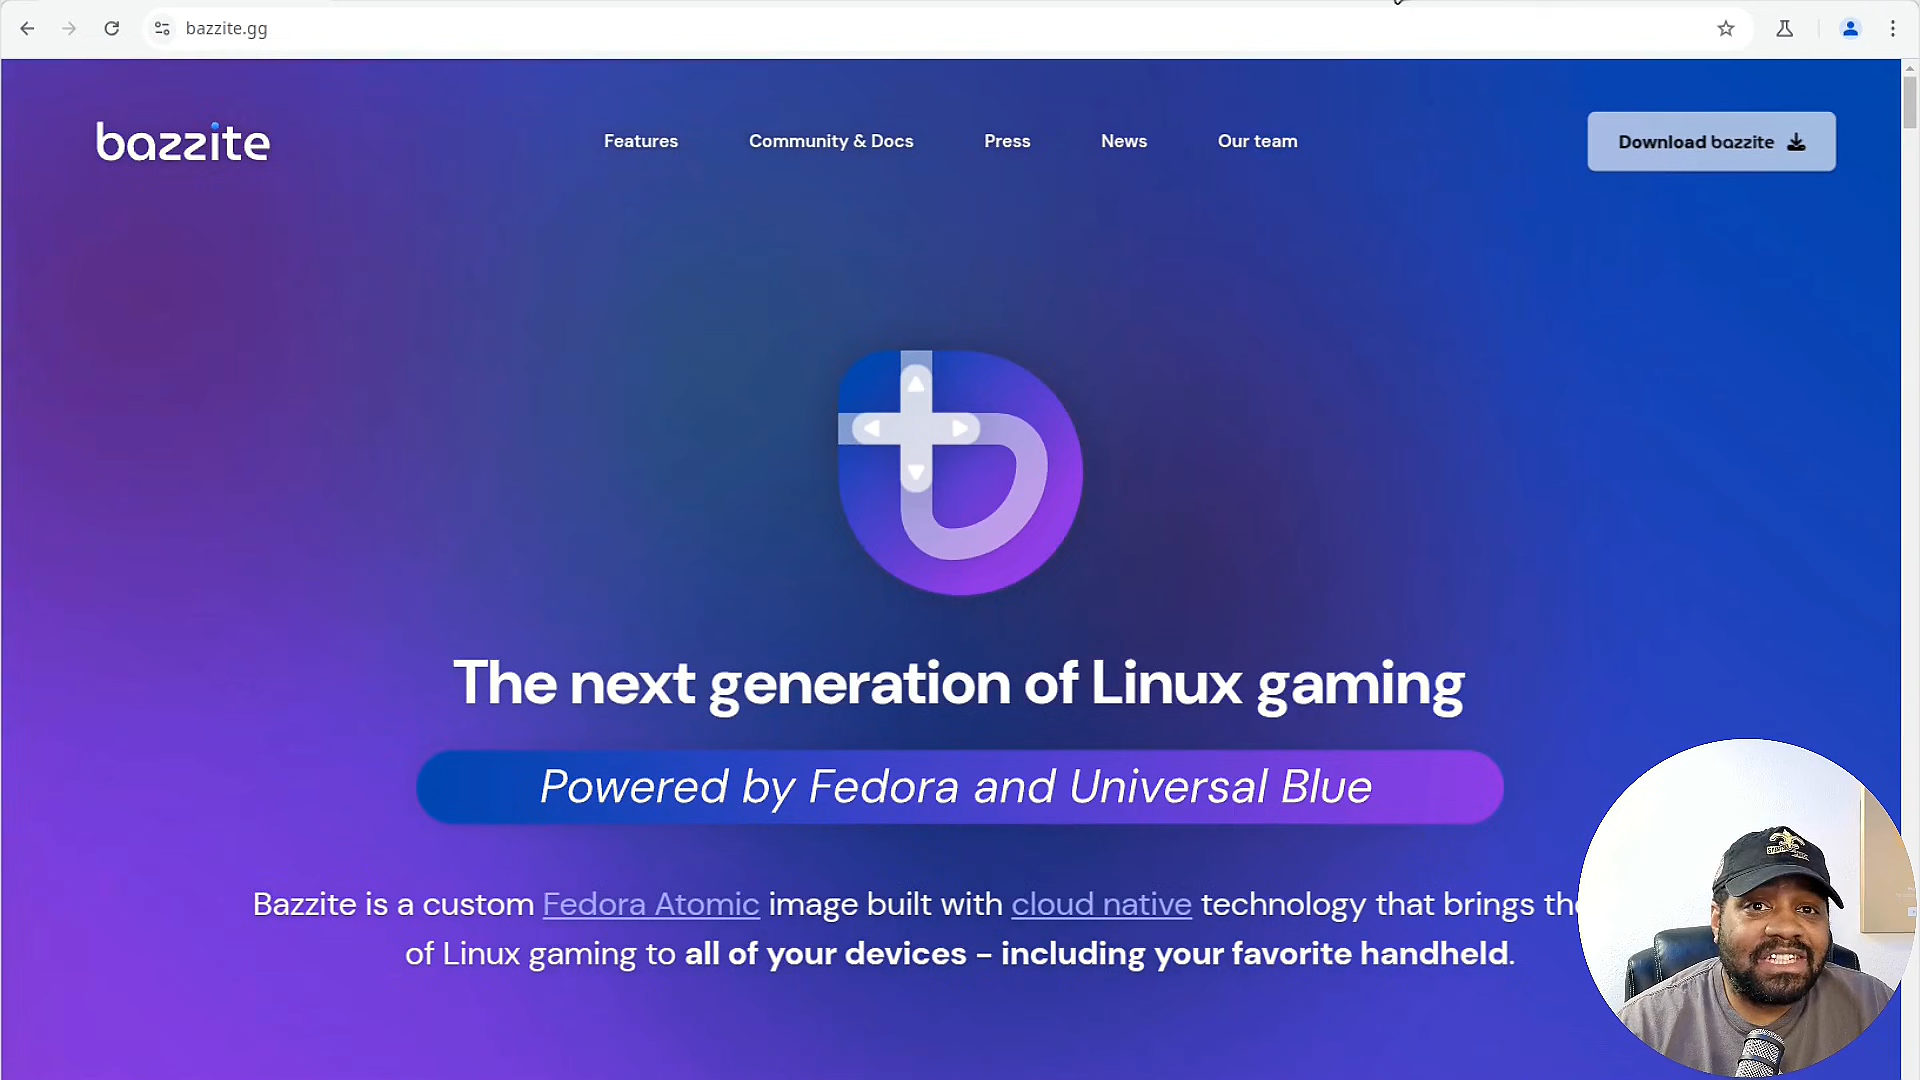 bazzite.gg
bazzite
Features
Community & Docs
Press
News
Our team
Download bazzite
The next generation of Linux gaming
Powered by Fedora and Universal Blue
Bazzite is a custom Fedora Atomic image built with cloud native technology that brings
of Linux gaming to all of your devices – including your favorite handheld.